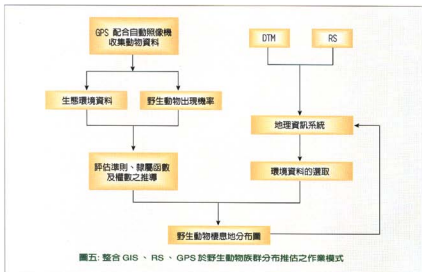 GPS 配合自動照像機
收集動物資料
DTM
RS
生態環境資料
野生動物出現機率
地理資訊系統
評估準則、隸屬函數
及權數之推導
環境資料的選取
野生動物棲息地分布圖
圖五: 整合 GIS 、 RS 、 GPS 於野生動物族群分布推估之作業模式